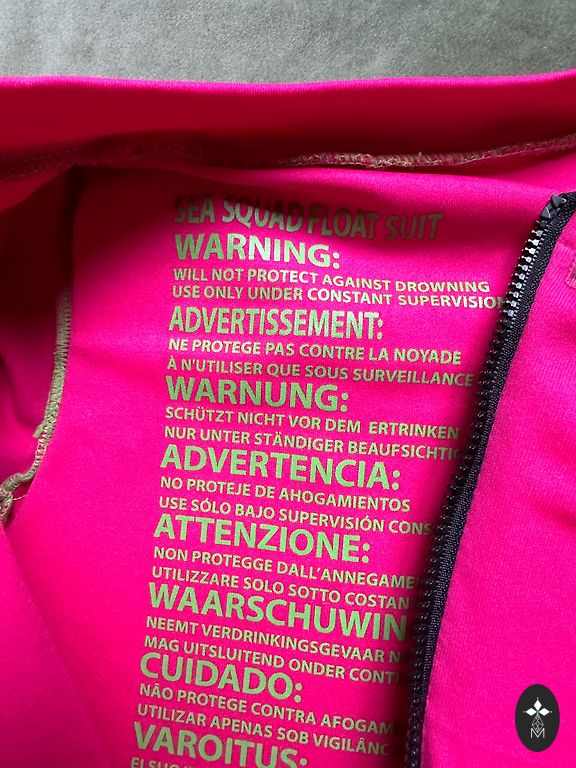 SEA SQUAD FLOAT SUIT
WARNING:
WILL NOT PROTECT AGAINST DROWNING
USE ONLY UNDER CONSTANT SUPERVISION
ADVERTISSEMENT:
NE PROTEGE PAS CONTRE LA NOYADE
À N'UTILISER QUE SOUS SURVEILLANCE
WARNUNG:
SCHÜTZT NICHT VOR DEM ERTRINKEN
NUR UNTER STÄNDIGER BEAUFSICHTIG
ADVERTENCIA:
NO PROTEJE DE AHOGAMIENTOS
USE SÓLO BAJO SUPERVISIÓN CONS
ATTENZIONE:
NON PROTEGGE DALL'ANNEGAME
UTILIZZARE SOLO SOTTO COSTAN
WAARSCHUWIN
NEEMT VERDRINKINGSGEVAAR N
MAG UITSLUITEND ONDER CONT
CUIDADO:
NÃO PROTEGE CONTRA AFOGAM
UTILIZAR APENAS SOB VIGILÂNC
VAROITUS:
M